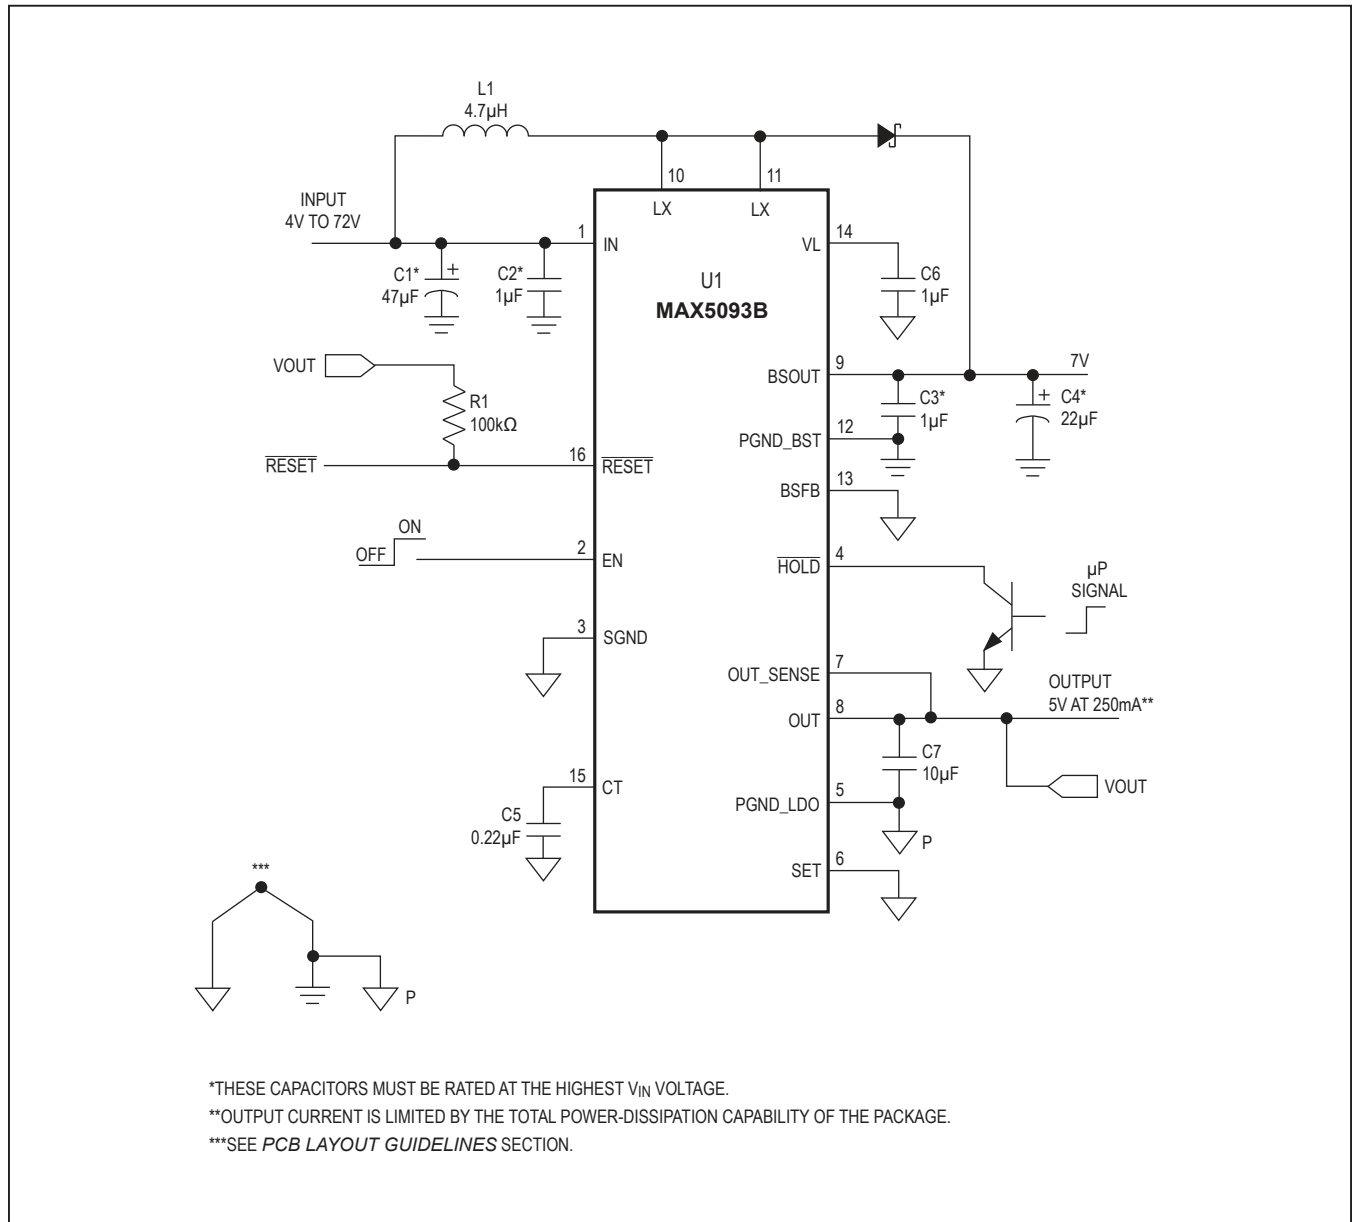 L1
4.7µH
10
11
LX
LX
INPUT
4V TO 72V
1
IN
VL
14
C1*
+
47µF
C2*
1µF
C6
1µF
U1
MAX5093B
VOUT
R1
100kΩ
BSOUT
9
7V
C3*
1µF
+
C4*
22µF
PGND_BST
12
RESET
16
RESET
BSFB
13
OFF
ON
2
EN
HOLD
4
µP
SIGNAL
3
SGND
OUT_SENSE
7
OUTPUT
5V AT 250mA**
OUT
8
C7
10µF
VOUT
15
CT
C5
0.22µF
PGND_LDO
5
P
SET
6
***
P
*THESE CAPACITORS MUST BE RATED AT THE HIGHEST VIN VOLTAGE.
**OUTPUT CURRENT IS LIMITED BY THE TOTAL POWER-DISSIPATION CAPABILITY OF THE PACKAGE.
***SEE PCB LAYOUT GUIDELINES SECTION.